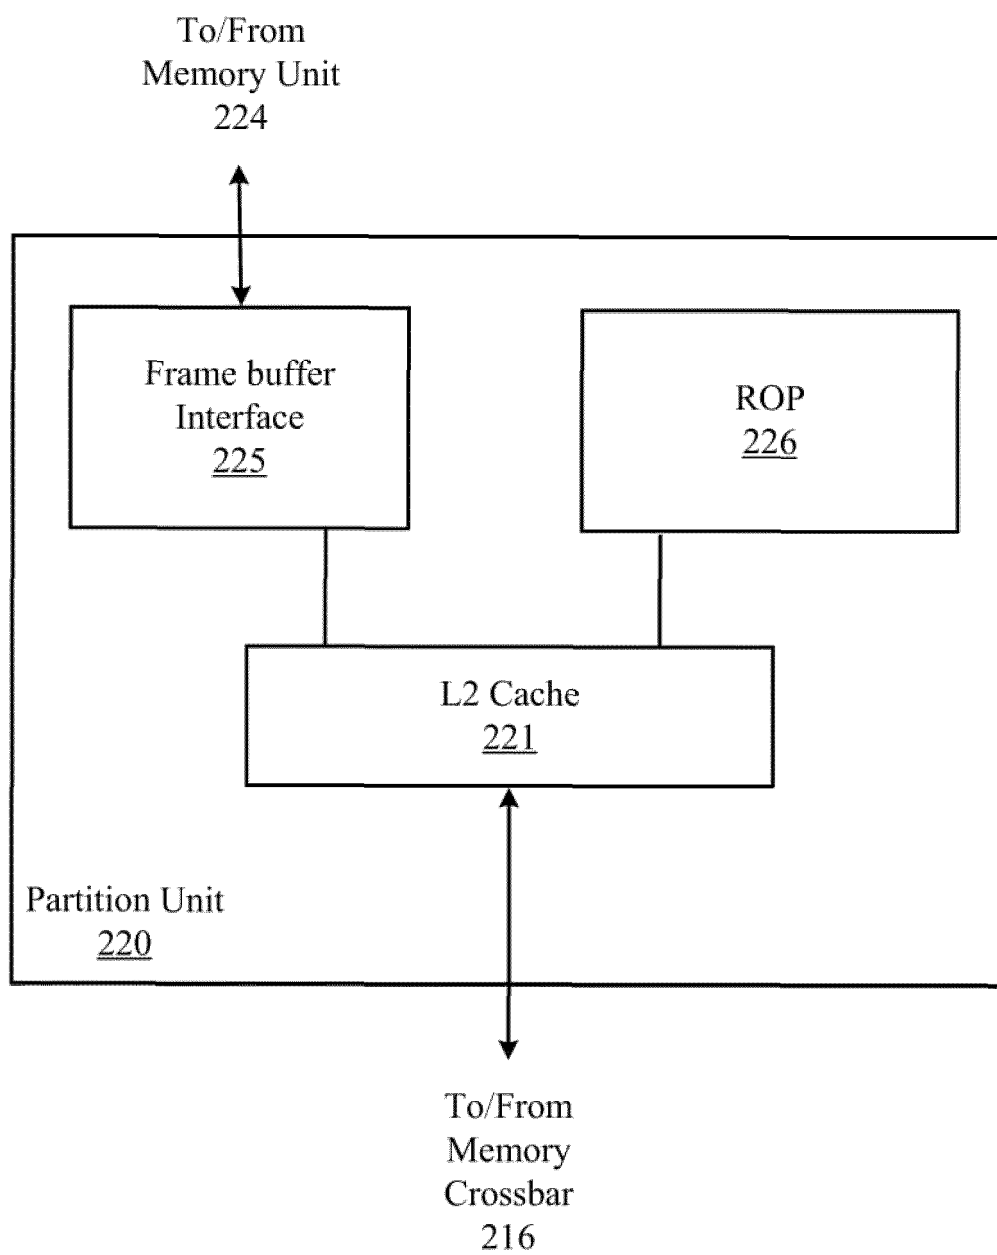 To/From
Memory Unit
224
Frame buffer
Interface
225
ROP
226
L2 Cache
221
Partition Unit
220
To/From
Memory
Crossbar
216